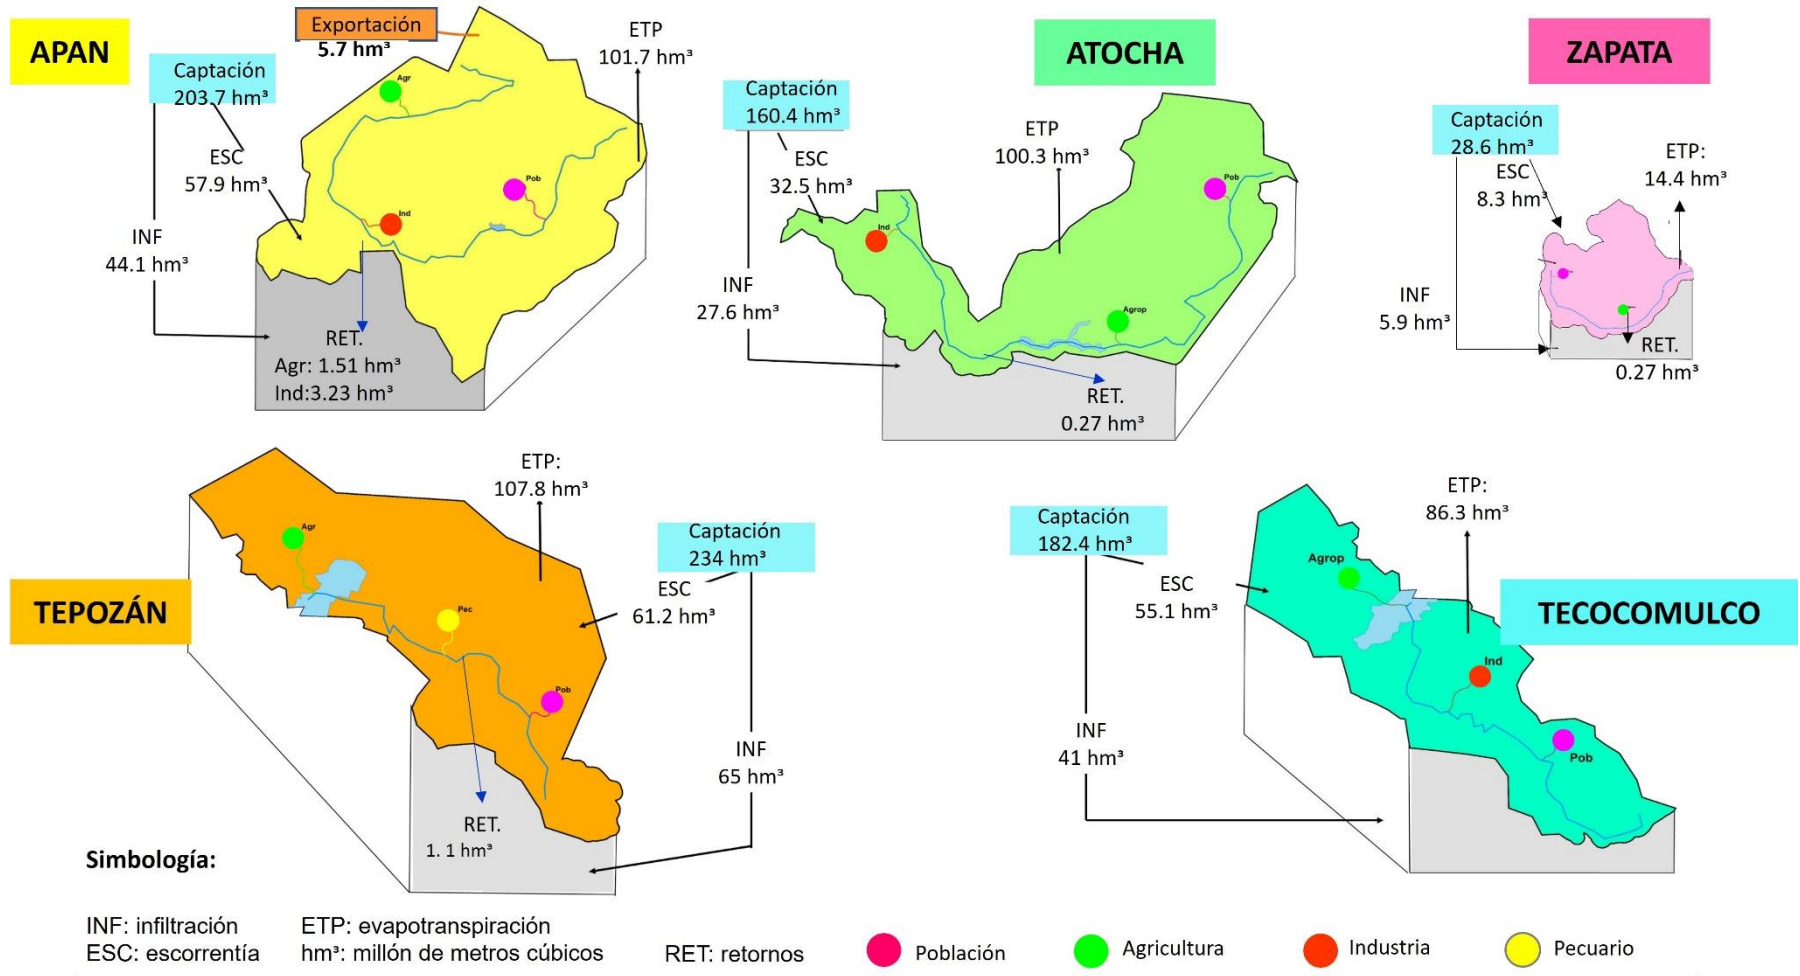 APAN
Exportación
5.7 hm³
Captación
203.7 hm³
ETP
101.7 hm³
ESC
57.9 hm³
INF
44.1 hm³
Agr
Pob
Ind
RET.
Agr: 1.51 hm³
Ind:3.23 hm³
ATOCHA
Captación
160.4 hm³
ETP
100.3 hm³
ESC
32.5 hm³
INF
27.6 hm³
Ind
Pob
Agrop
RET.
0.27 hm³
ZAPATA
Captación
28.6 hm³
ESC
8.3 hm³
ETP:
14.4 hm³
INF
5.9 hm³
RET.
0.27 hm³
TEPOZÁN
ETP:
107.8 hm³
Captación
234 hm³
ESC
61.2 hm³
INF
65 hm³
Agr
Pec
Pob
RET.
1. 1 hm³
TECOCOMULCO
Captación
182.4 hm³
ETP:
86.3 hm³
ESC
55.1 hm³
INF
41 hm³
Agrop
Ind
Pob
Simbología:
INF: infiltración
ESC: escorrentía
ETP: evapotranspiración
hm³: millón de metros cúbicos
RET: retornos
Población
Agricultura
Industria
Pecuario